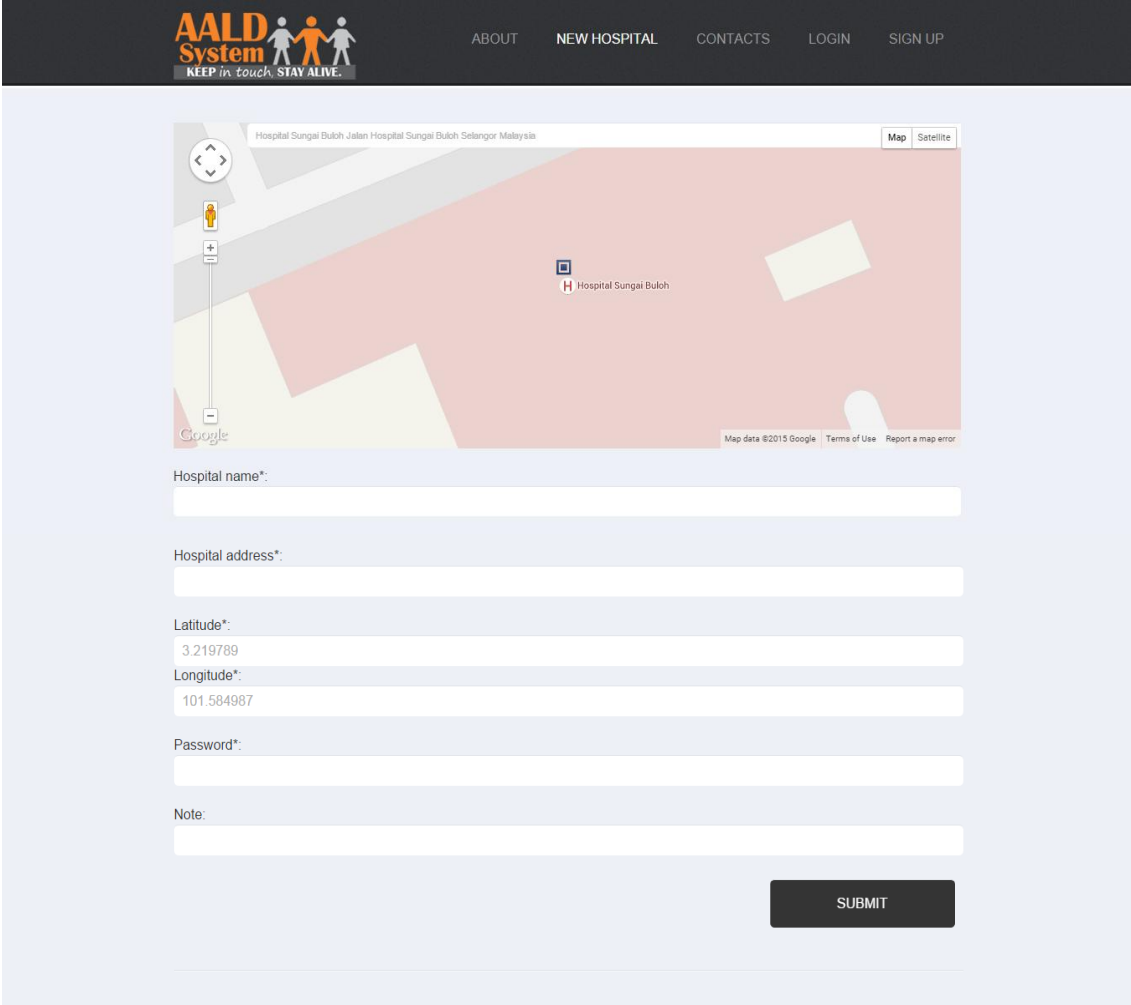 AALD
System
KEEP in touch, STAY ALIVE.
ABOUT NEW HOSPITAL CONTACTS LOGIN SIGN UP
Hospital Sungai Buloh Jalan Hospital Sungai Buloh Selangor Malaysia
Map Satellite
H Hospital Sungai Buloh
Google
Map data ©2015 Google Terms of Use Report a map error
Hospital name*:
Hospital address*:
Latitude*:
3.219789
Longitude*:
101.584987
Password*:
Note:
SUBMIT